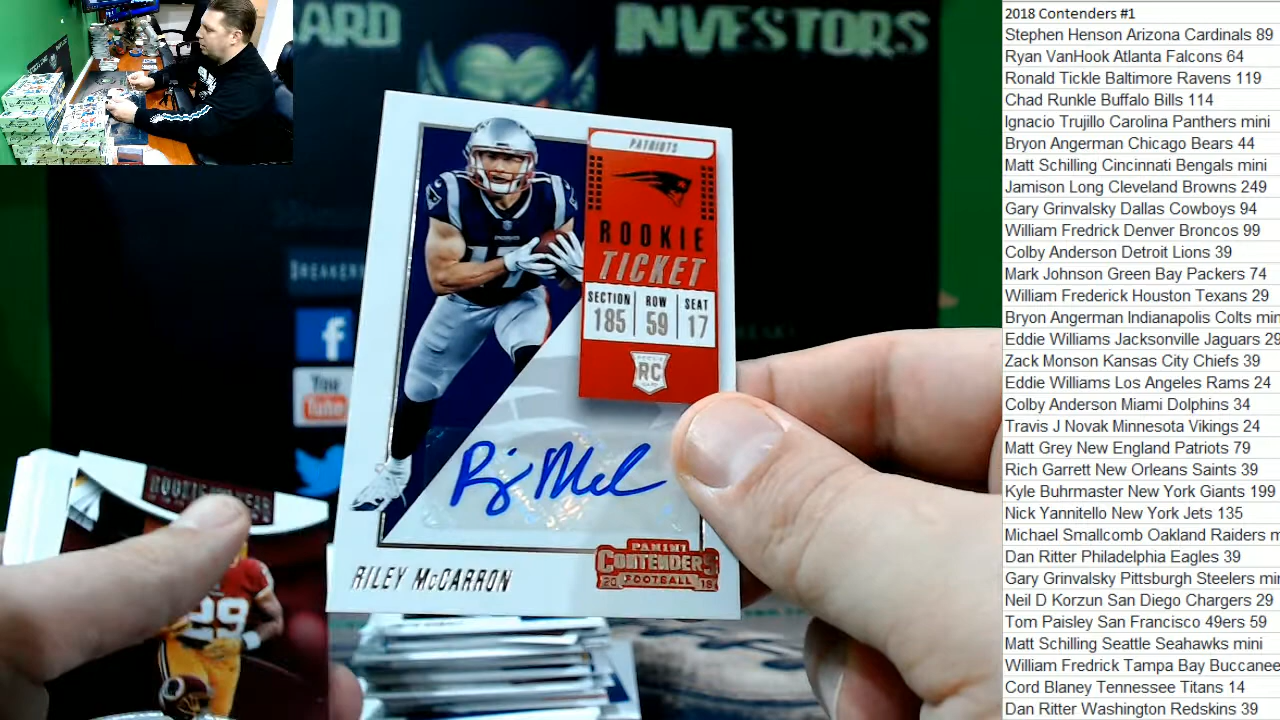 ARD INVESTORS
BREAKERS
You
Tube
PATRIOTS
ROOKIE
TICKET
SECTION ROW SEAT
185 59 17
RC
Rily McC
RILEY McCARRON
PANINI
CONTENDERS
20 FOOTBALL 18
29
17
2018 Contenders #1
Stephen Henson Arizona Cardinals 89
Ryan VanHook Atlanta Falcons 64
Ronald Tickle Baltimore Ravens 119
Chad Runkle Buffalo Bills 114
Ignacio Trujillo Carolina Panthers mini
Bryon Angerman Chicago Bears 44
Matt Schilling Cincinnati Bengals mini
Jamison Long Cleveland Browns 249
Gary Grinvalsky Dallas Cowboys 94
William Fredrick Denver Broncos 99
Colby Anderson Detroit Lions 39
Mark Johnson Green Bay Packers 74
William Frederick Houston Texans 29
Bryon Angerman Indianapolis Colts min
Eddie Williams Jacksonville Jaguars 29
Zack Monson Kansas City Chiefs 39
Eddie Williams Los Angeles Rams 24
Colby Anderson Miami Dolphins 34
Travis J Novak Minnesota Vikings 24
Matt Grey New England Patriots 79
Rich Garrett New Orleans Saints 39
Kyle Buhrmaster New York Giants 199
Nick Yannitello New York Jets 135
Michael Smallcomb Oakland Raiders m
Dan Ritter Philadelphia Eagles 39
Gary Grinvalsky Pittsburgh Steelers min
Neil D Korzun San Diego Chargers 29
Tom Paisley San Francisco 49ers 59
Matt Schilling Seattle Seahawks mini
William Fredrick Tampa Bay Buccanee
Cord Blaney Tennessee Titans 14
Dan Ritter Washington Redskins 39